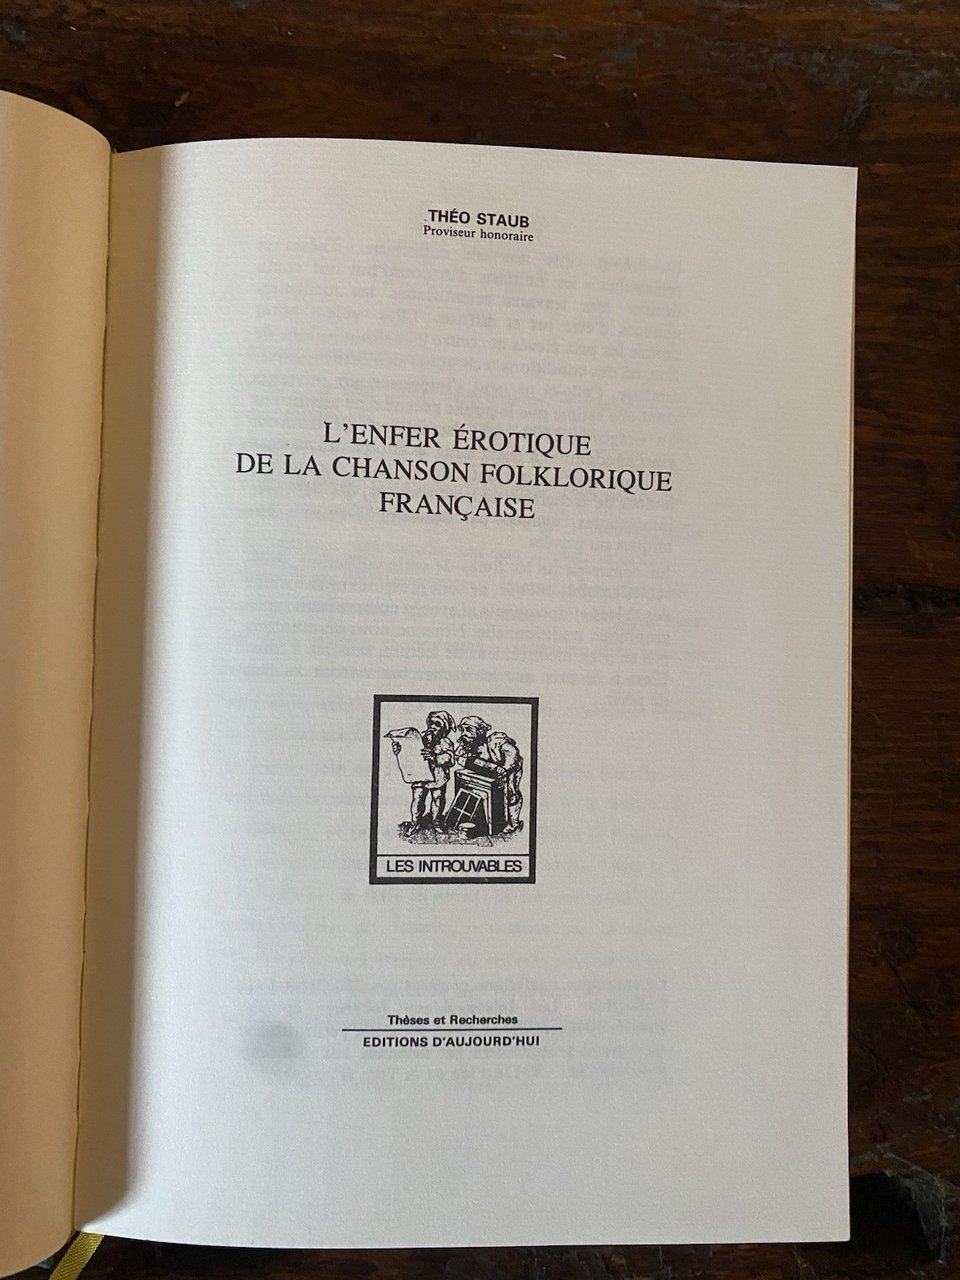 THÉO STAUB
Proviseur honoraire
L'ENFER ÉROTIQUE
DE LA CHANSON FOLKLORIQUE
FRANÇAISE
LES INTROUVABLES
Thèses et Recherches
EDITIONS D'AUJOURD'HUI